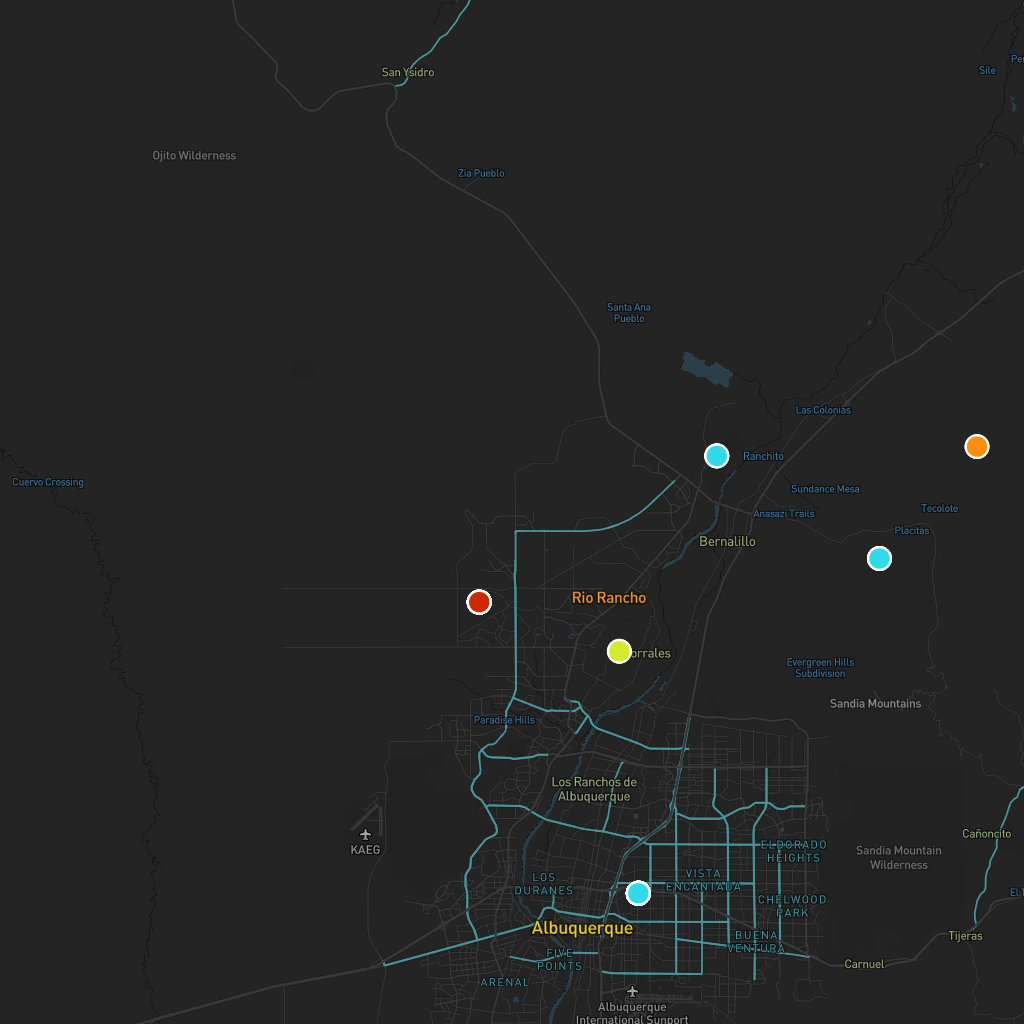 Sile
San Ysidro
Ojito Wilderness
Zia Pueblo
Santa Ana
Pueblo
Las Colonias
Ranchito
Cuervo Crossing
Sundance Mesa
Tecolote
Anasazi Trails
Placitas
Bernalillo
Rio Rancho
orrales
Evergreen Hills
Subdivision
Sandia Mountains
Paradise Hills
Los Ranchos de
Albuquerque
KAEG
Cañoncito
ELDORADO
HEIGHTS
Sandia Mountain
Wilderness
VISTA
ENCANTADA
LOS
DURANES
CHELWOOD
PARK
Albuquerque
BUENA
VENTURA
Tijeras
FIVE
POINTS
Carnuel
ARENAL
Albuquerque
International Sunport